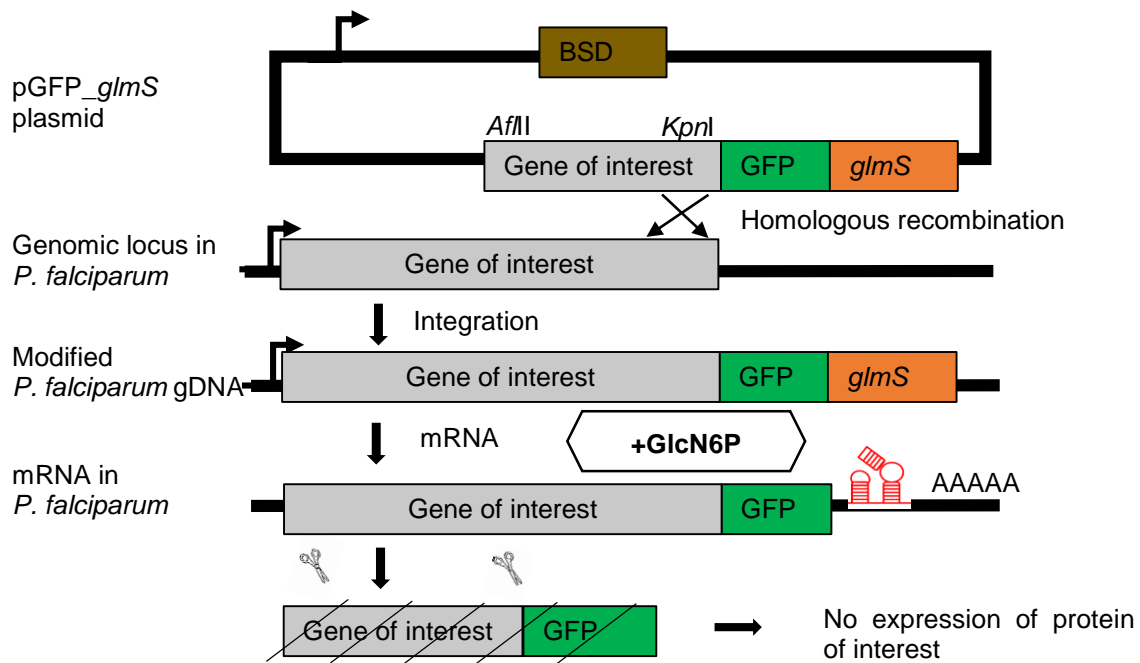 BSD
pGFP_glmS
plasmid
AflII
KpnI
Gene of interest
GFP
glmS
Homologous recombination
Genomic locus in
P. falciparum
Gene of interest
Integration
Modified
P. falciparum gDNA
Gene of interest
GFP
glmS
mRNA
+GlcN6P
mRNA in
P. falciparum
Gene of interest
GFP
AAAAA
Gene of interest
GFP
No expression of protein
of interest